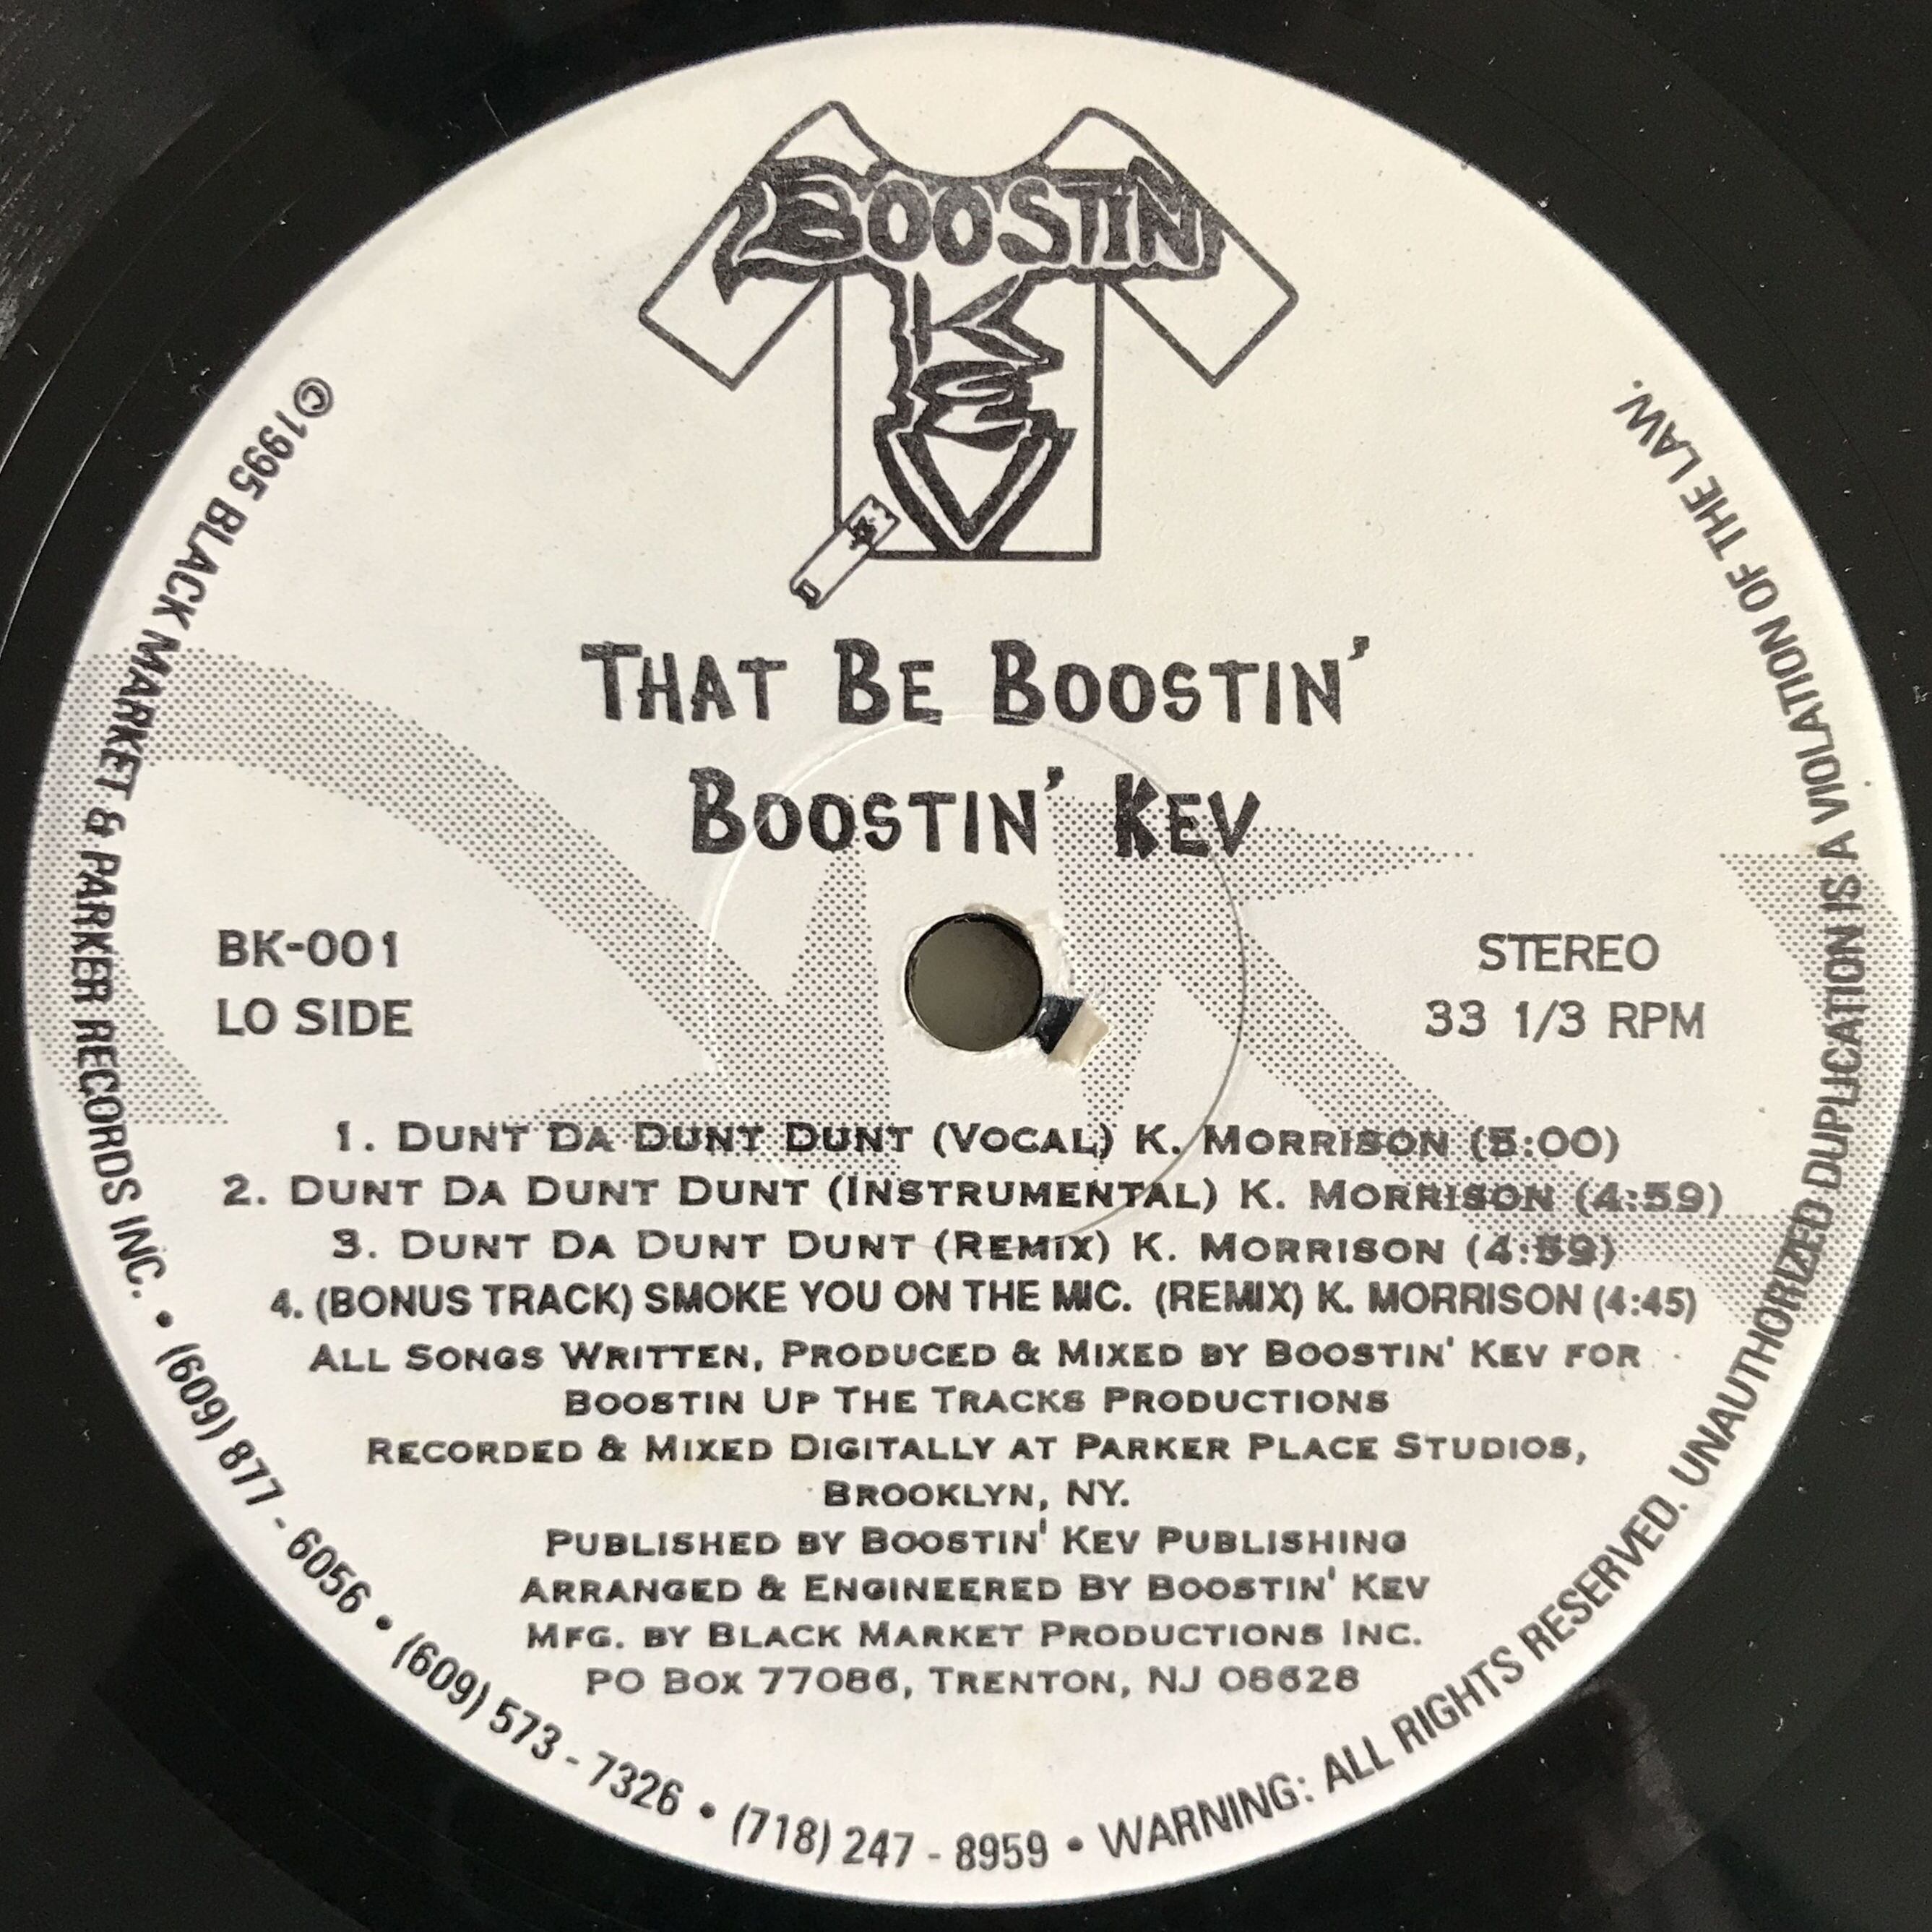 BOOSTIN
KEV
THAT BE BOOSTIN'
BOOSTIN' KEV
BK-001
LO SIDE
STEREO
33 1/3 RPM
1. DUNT DA DUNT DUNT (VOCAL) K. MORRISON (5:00)
2. DUNT DA DUNT DUNT (INSTRUMENTAL) K. MORRISON (4:59)
3. DUNT DA DUNT DUNT (REMIX) K. MORRISON (4:59)
4. (BONUS TRACK) SMOKE YOU ON THE MIC. (REMIX) K. MORRISON (4:45)
ALL SONGS WRITTEN, PRODUCED & MIXED BY BOOSTIN' KEV FOR
BOOSTIN UP THE TRACKS PRODUCTIONS
RECORDED & MIXED DIGITALLY AT PARKER PLACE STUDIOS,
BROOKLYN, NY.
PUBLISHED BY BOOSTIN' KEV PUBLISHING
ARRANGED & ENGINEERED BY BOOSTIN' KEV
MFG. BY BLACK MARKET PRODUCTIONS INC.
PO BOX 77086, TRENTON, NJ 08628
©1995 BLACK MARKET & PARKER RECORDS INC. • (609) 877 - 6056 • (609) 573 - 7326 • (718) 247 - 8959 • WARNING: ALL RIGHTS RESERVED. UNAUTHORIZED DUPLICATION IS A VIOLATION OF THE LAW.